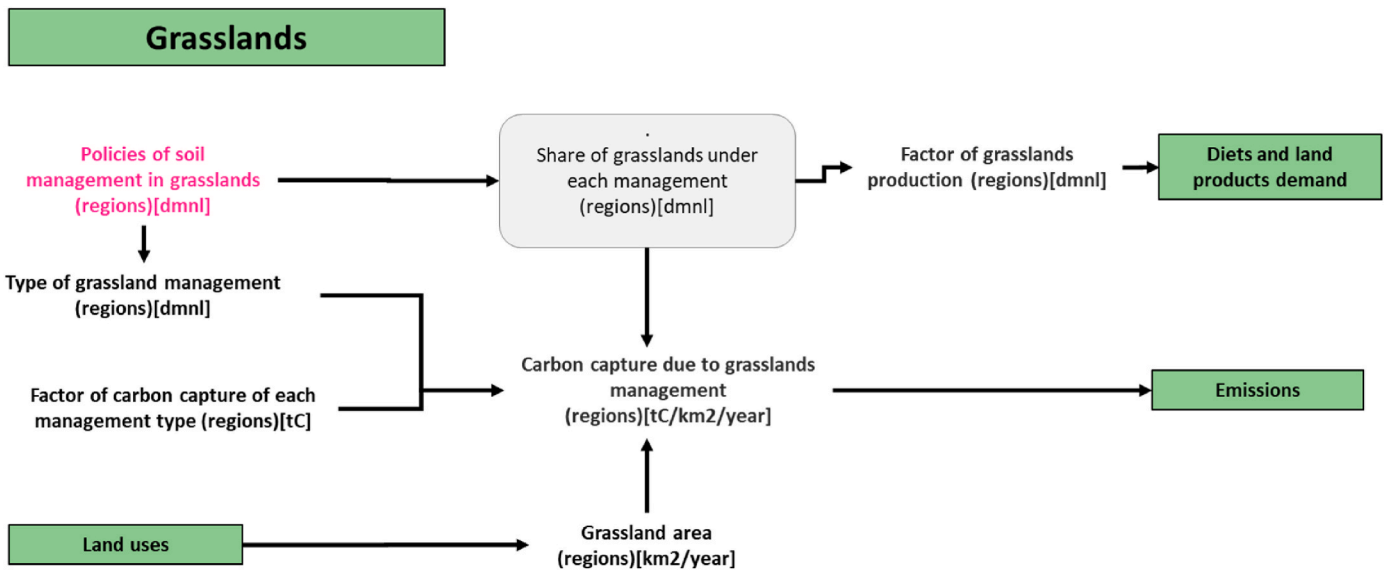 Grasslands
Policies of soil
management in grasslands
(regions)[dmnl]
.
Share of grasslands under
each management
(regions)[dmnl]
Factor of grasslands
production (regions)[dmnl]
Diets and land
products demand
Type of grassland management
(regions)[dmnl]
Factor of carbon capture of each
management type (regions)[tC]
Carbon capture due to grasslands
management
(regions)[tC/km2/year]
Emissions
Land uses
Grassland area
(regions)[km2/year]